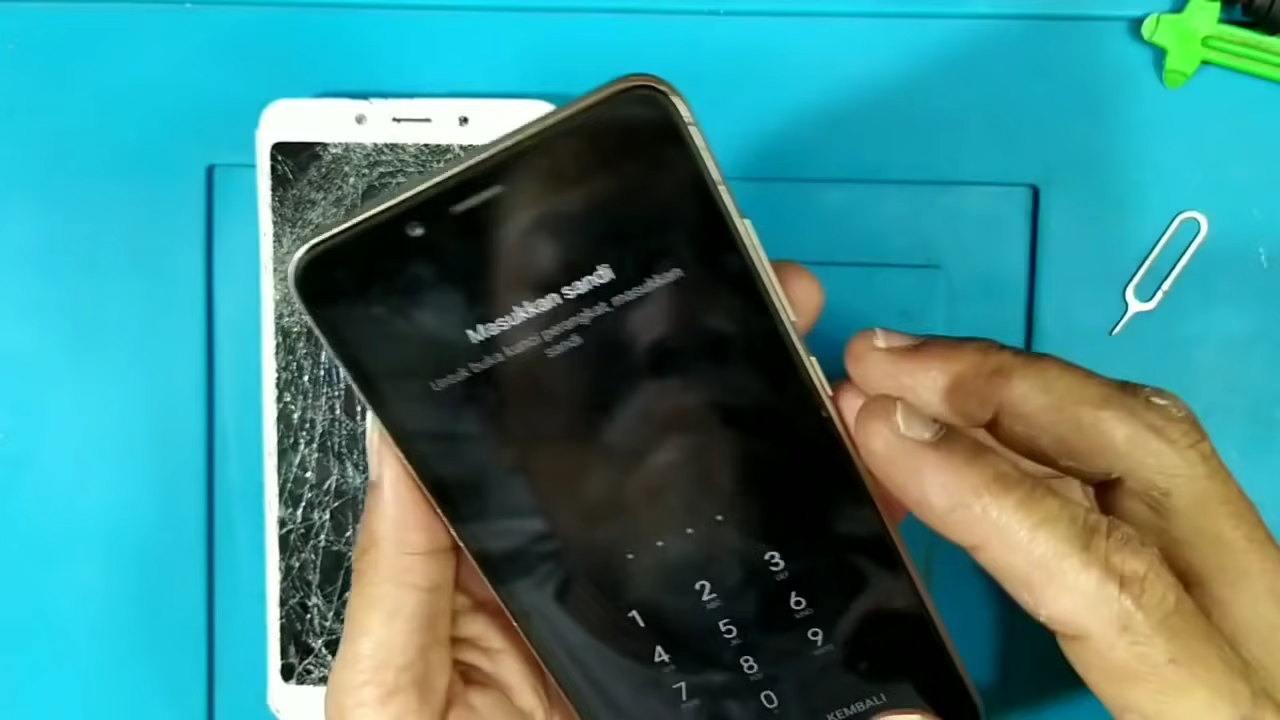 Masukkan sandi
Untuk buka kunci perangkat, masukkan
sandi
1 2 3
4 5 6
7 8 9
0
KEMBALI